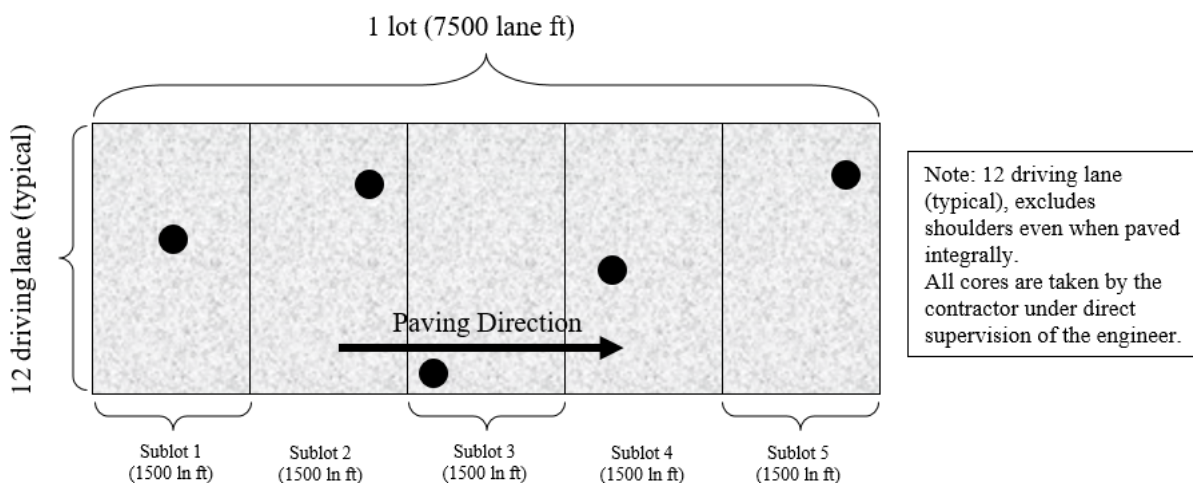 1 lot (7500 lane ft)
12 driving lane (typical)
Paving Direction
Note: 12 driving lane
(typical), excludes
shoulders even when paved
integrally.
All cores are taken by the
contractor under direct
supervision of the engineer.
Sublot 1
(1500 ln ft)
Sublot 2
(1500 ln ft)
Sublot 3
(1500 ln ft)
Sublot 4
(1500 ln ft)
Sublot 5
(1500 ln ft)